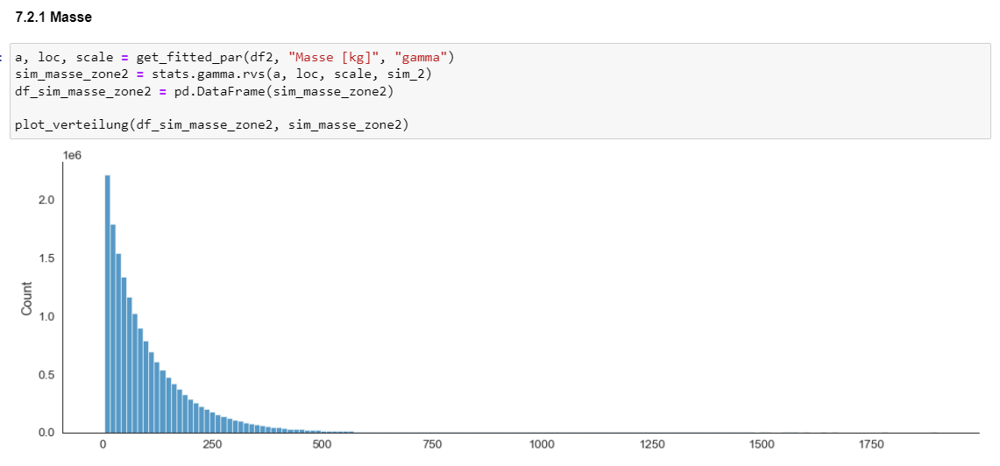 7.2.1 Masse
: a, loc, scale = get_fitted_par(df2, "Masse [kg]", "gamma")
sim_masse_zone2 = stats.gamma.rvs(a, loc, scale, sim_2)
df_sim_masse_zone2 = pd.DataFrame(sim_masse_zone2)
plot_verteilung(df_sim_masse_zone2, sim_masse_zone2)
1e6
2.0
1.5
Count
1.0
0.5
0.0
0 250 500 750 1000 1250 1500 1750